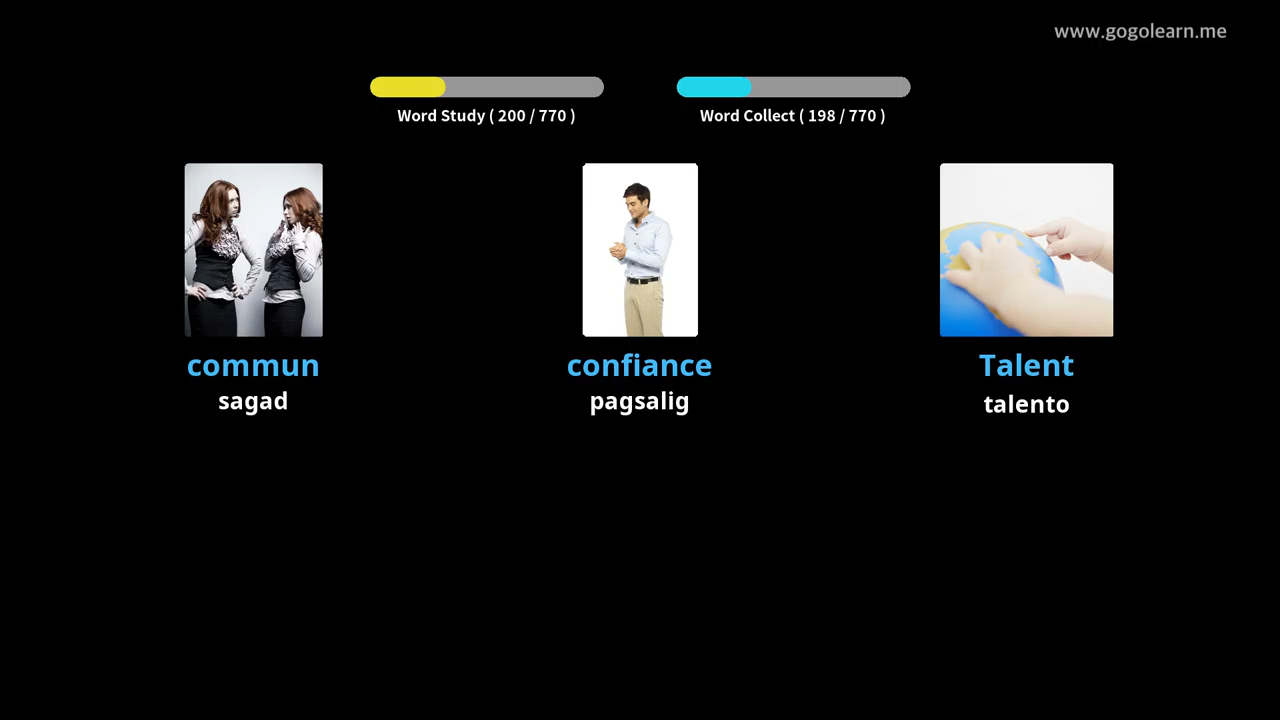 www.gogolearn.me
Word Study ( 200 / 770 )
Word Collect ( 198 / 770 )
commun
sagad
confiance
pagsalig
Talent
talento